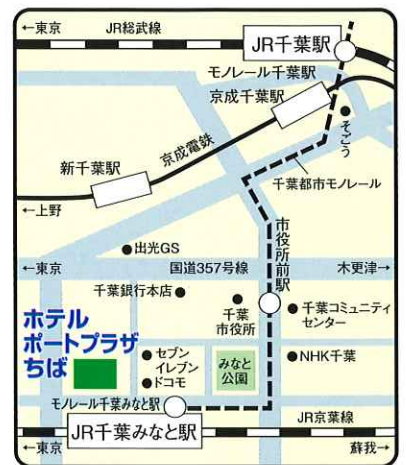 ←東京
JR総武線
JR千葉駅
モノレール千葉駅
京成千葉駅
そごう
京成電鉄
新千葉駅
千葉都市モノレール
←上野
市役所前駅
出光GS
←東京
国道357号線
木更津→
千葉銀行本店
千葉
市役所
千葉コミュニティ
センター
ホテル
ポートプラザ
ちば
セブン
イレブン
ドコモ
みなと
公園
NHK千葉
モノレール千葉みなと駅
JR京葉線
JR千葉みなと駅
←東京
蘇我→